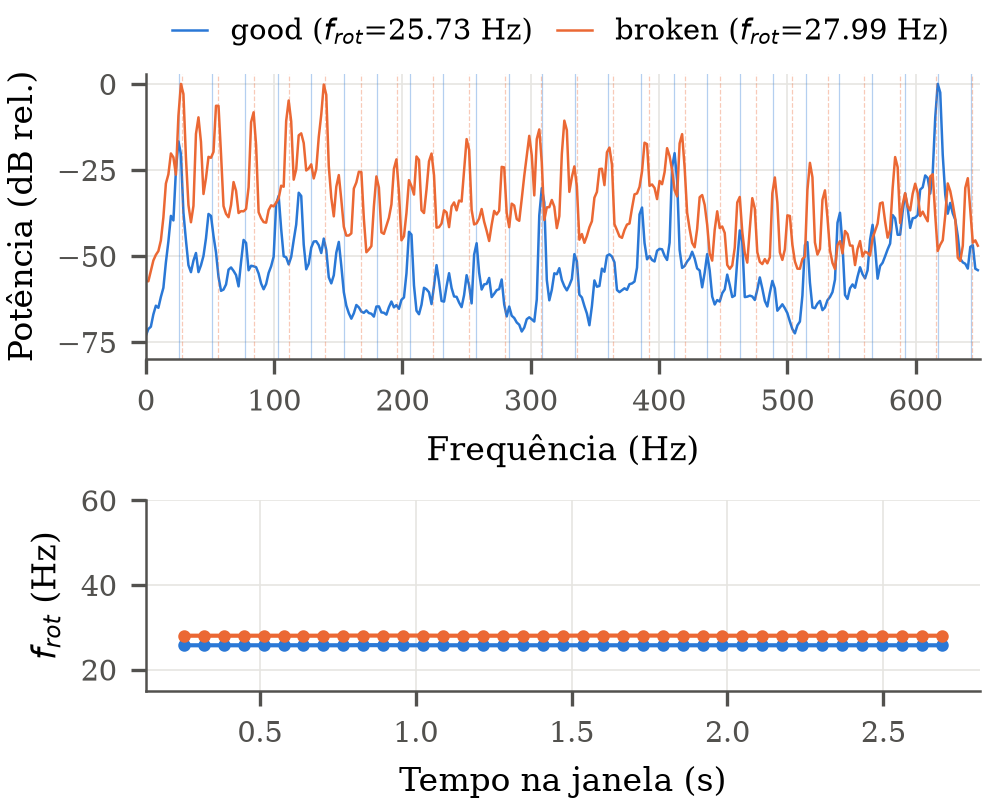 good (f_rot=25.73 Hz) broken (f_rot=27.99 Hz)
Potência (dB rel.)
0
−25
−50
−75
0 100 200 300 400 500 600
Frequência (Hz)
f_rot (Hz)
60
40
20
0.5 1.0 1.5 2.0 2.5
Tempo na janela (s)